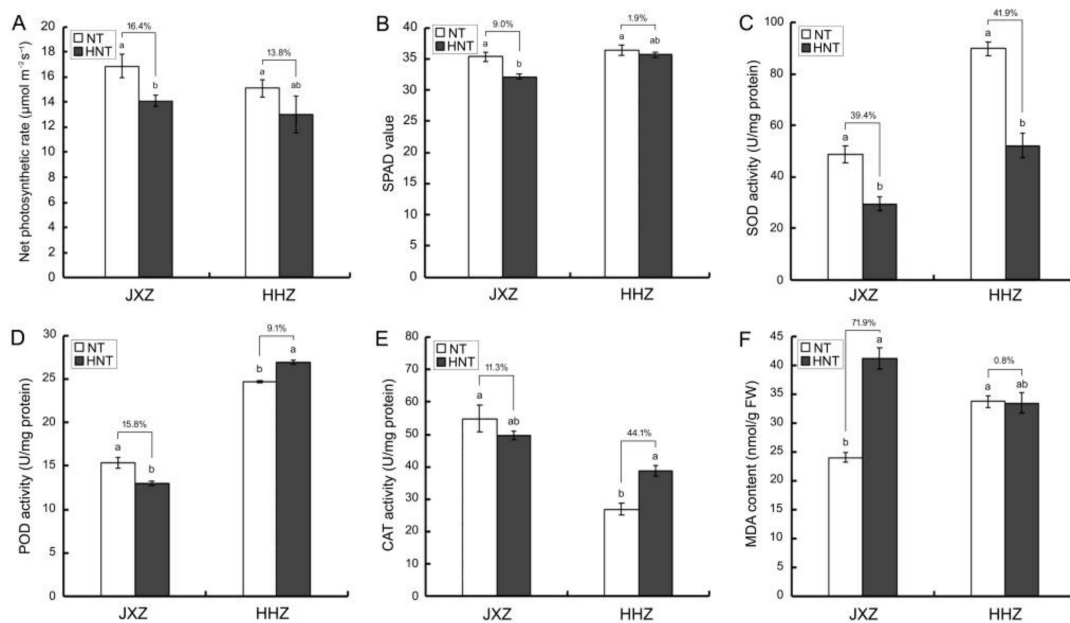 A
NT
HNT
16.4%
a
b
13.8%
a
ab
Net photosynthetic rate (μmol m⁻² s⁻¹)
20
18
16
14
12
10
8
6
4
2
0
JXZ
HHZ
B
NT
HNT
9.0%
a
b
1.9%
a
ab
SPAD value
40
35
30
25
20
15
10
5
0
JXZ
HHZ
C
NT
HNT
39.4%
a
b
41.9%
a
b
SOD activity (U/mg protein)
100
80
60
40
20
0
JXZ
HHZ
D
NT
HNT
15.8%
a
b
9.1%
b
a
POD activity (U/mg protein)
30
25
20
15
10
5
0
JXZ
HHZ
E
NT
HNT
11.3%
a
ab
44.1%
b
a
CAT activity (U/mg protein)
80
70
60
50
40
30
20
10
0
JXZ
HHZ
F
NT
HNT
71.9%
b
a
0.8%
a
ab
MDA content (nmol/g FW)
45
40
35
30
25
20
15
10
5
0
JXZ
HHZ